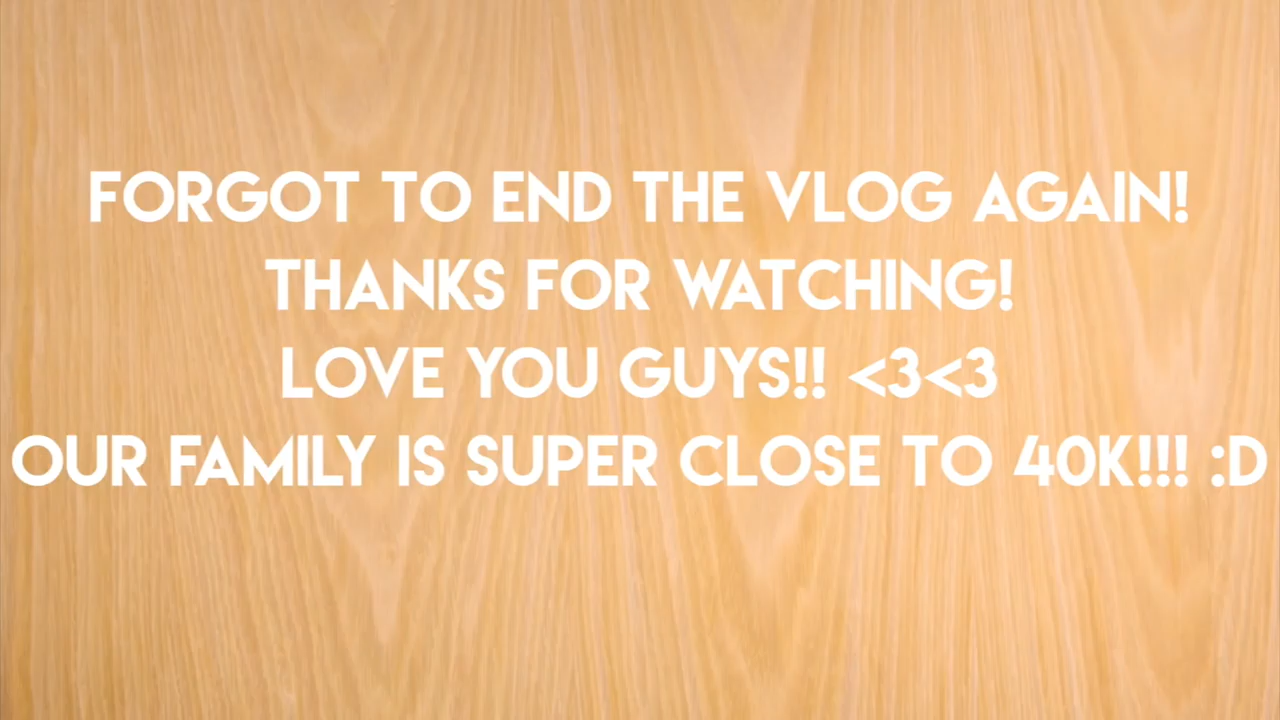 FORGOT TO END THE VLOG AGAIN!
THANKS FOR WATCHING!
LOVE YOU GUYS!! <3<3
OUR FAMILY IS SUPER CLOSE TO 40K!!! :D